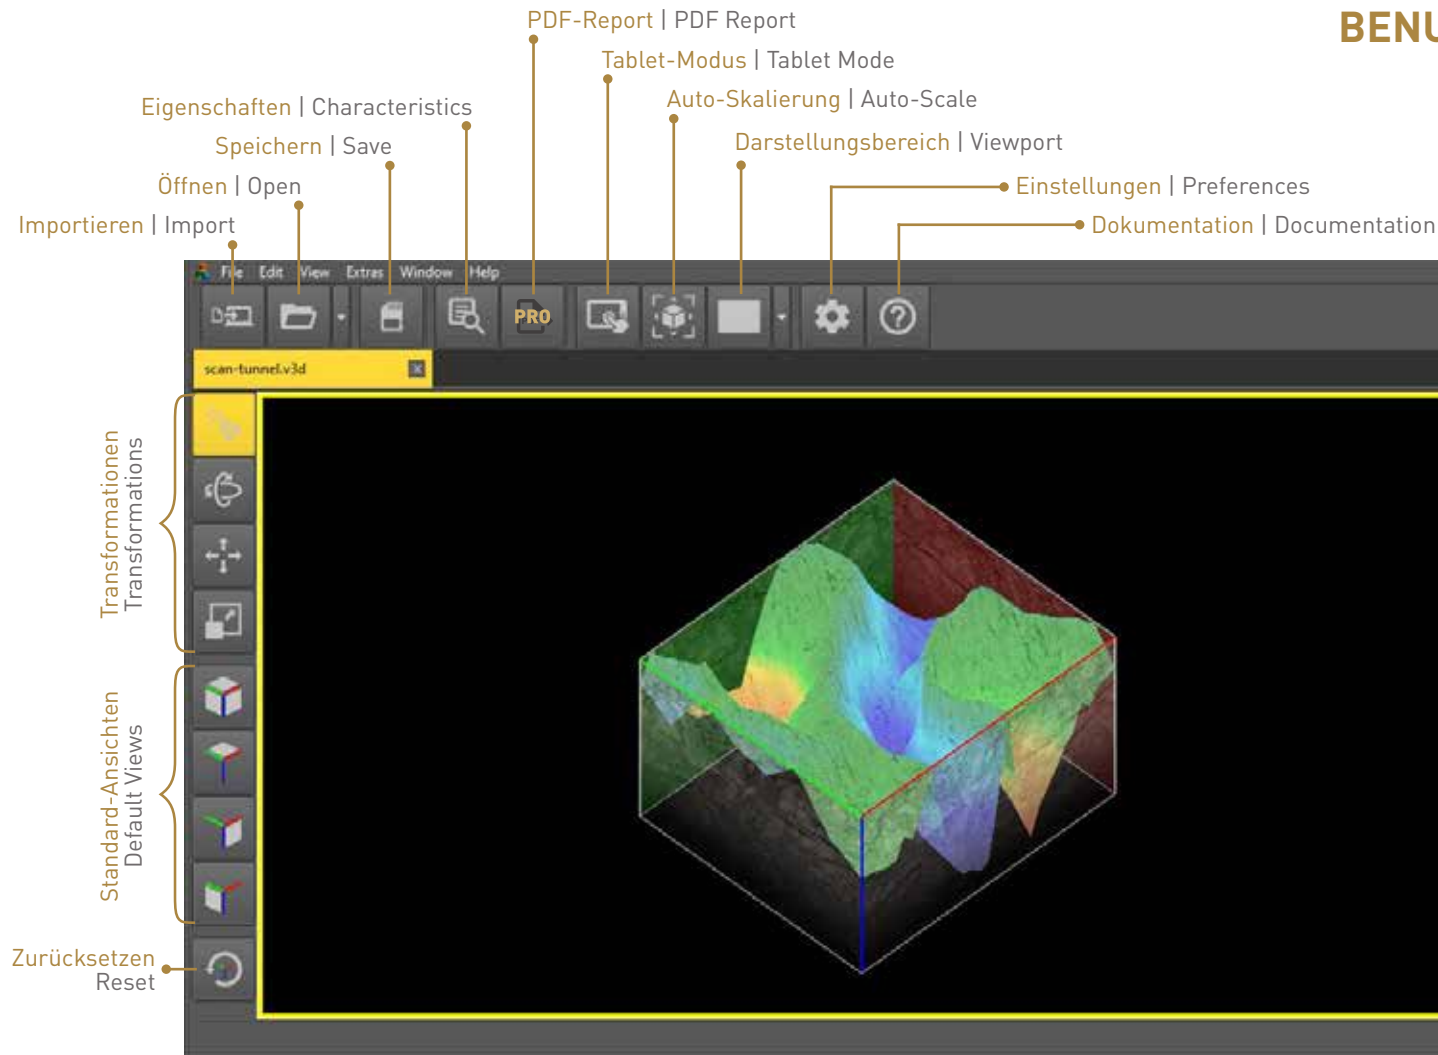 PDF-Report | PDF Report
BENU
Tablet-Modus | Tablet Mode
Eigenschaften | Characteristics
Auto-Skalierung | Auto-Scale
Speichern | Save
Darstellungsbereich | Viewport
Öffnen | Open
Einstellungen | Preferences
Importieren | Import
Dokumentation | Documentation
File Edit View Extras Window Help
PRO
scan-tunnel.v3d
Transformationen
Transformations
Standard-Ansichten
Default Views
Zurücksetzen
Reset